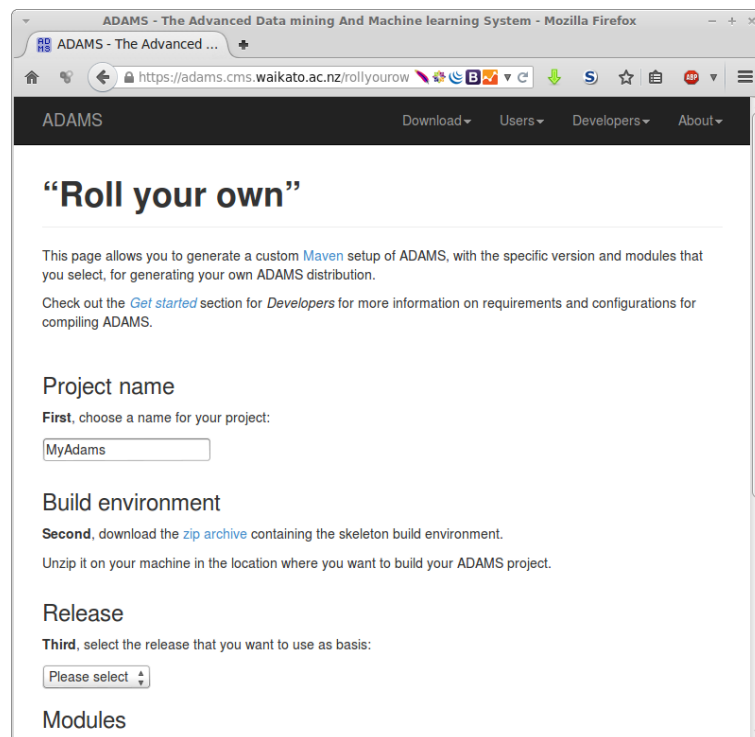 ADAMS - The Advanced Data mining And Machine learning System - Mozilla Firefox
AD MS ADAMS - The Advanced ...
https://adams.cms.waikato.ac.nz/rollyourow B S ABP
ADAMS Download Users Developers About
“Roll your own”
This page allows you to generate a custom Maven setup of ADAMS, with the specific version and modules that
you select, for generating your own ADAMS distribution.
Check out the Get started section for Developers for more information on requirements and configurations for
compiling ADAMS.
Project name
First, choose a name for your project:
MyAdams
Build environment
Second, download the zip archive containing the skeleton build environment.
Unzip it on your machine in the location where you want to build your ADAMS project.
Release
Third, select the release that you want to use as basis:
Please select
Modules